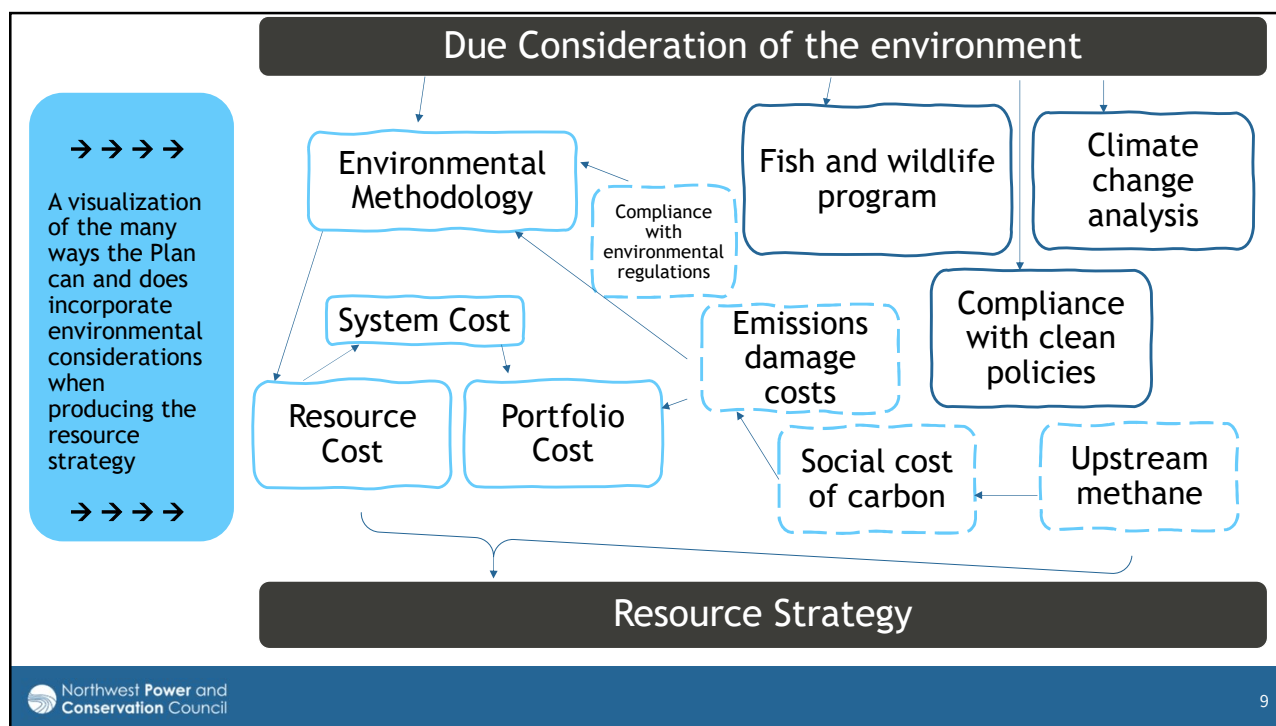 Due Consideration of the environment
→ → → →
A visualization
of the many
ways the Plan
can and does
incorporate
environmental
considerations
when
producing the
resource
strategy
→ → → →
Environmental
Methodology
Compliance
with
environmental
regulations
Fish and wildlife
program
Climate
change
analysis
System Cost
Emissions
damage
costs
Compliance
with clean
policies
Resource
Cost
Portfolio
Cost
Social cost
of carbon
Upstream
methane
Resource Strategy
Northwest Power and
Conservation Council
9